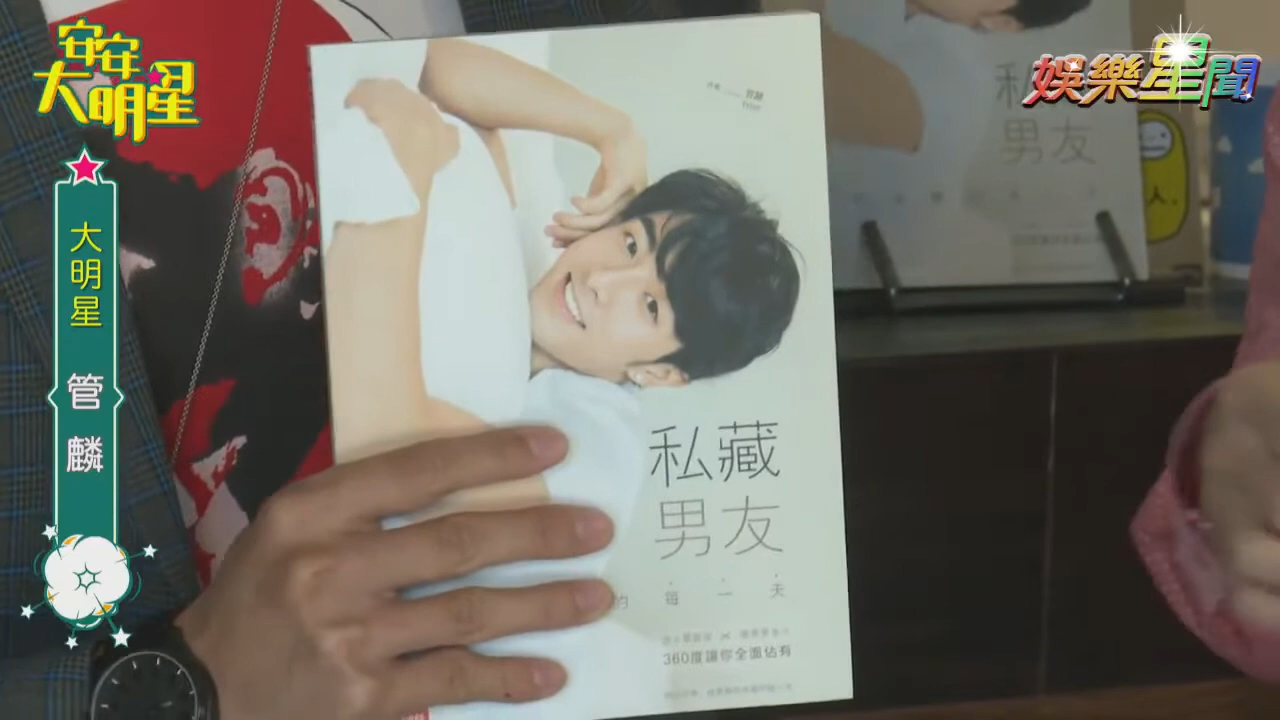 安安
大明星
娛樂星聞
大明星 管麟
私藏
男友
的每一天
360度讓你全面佔有
私
男友
人.